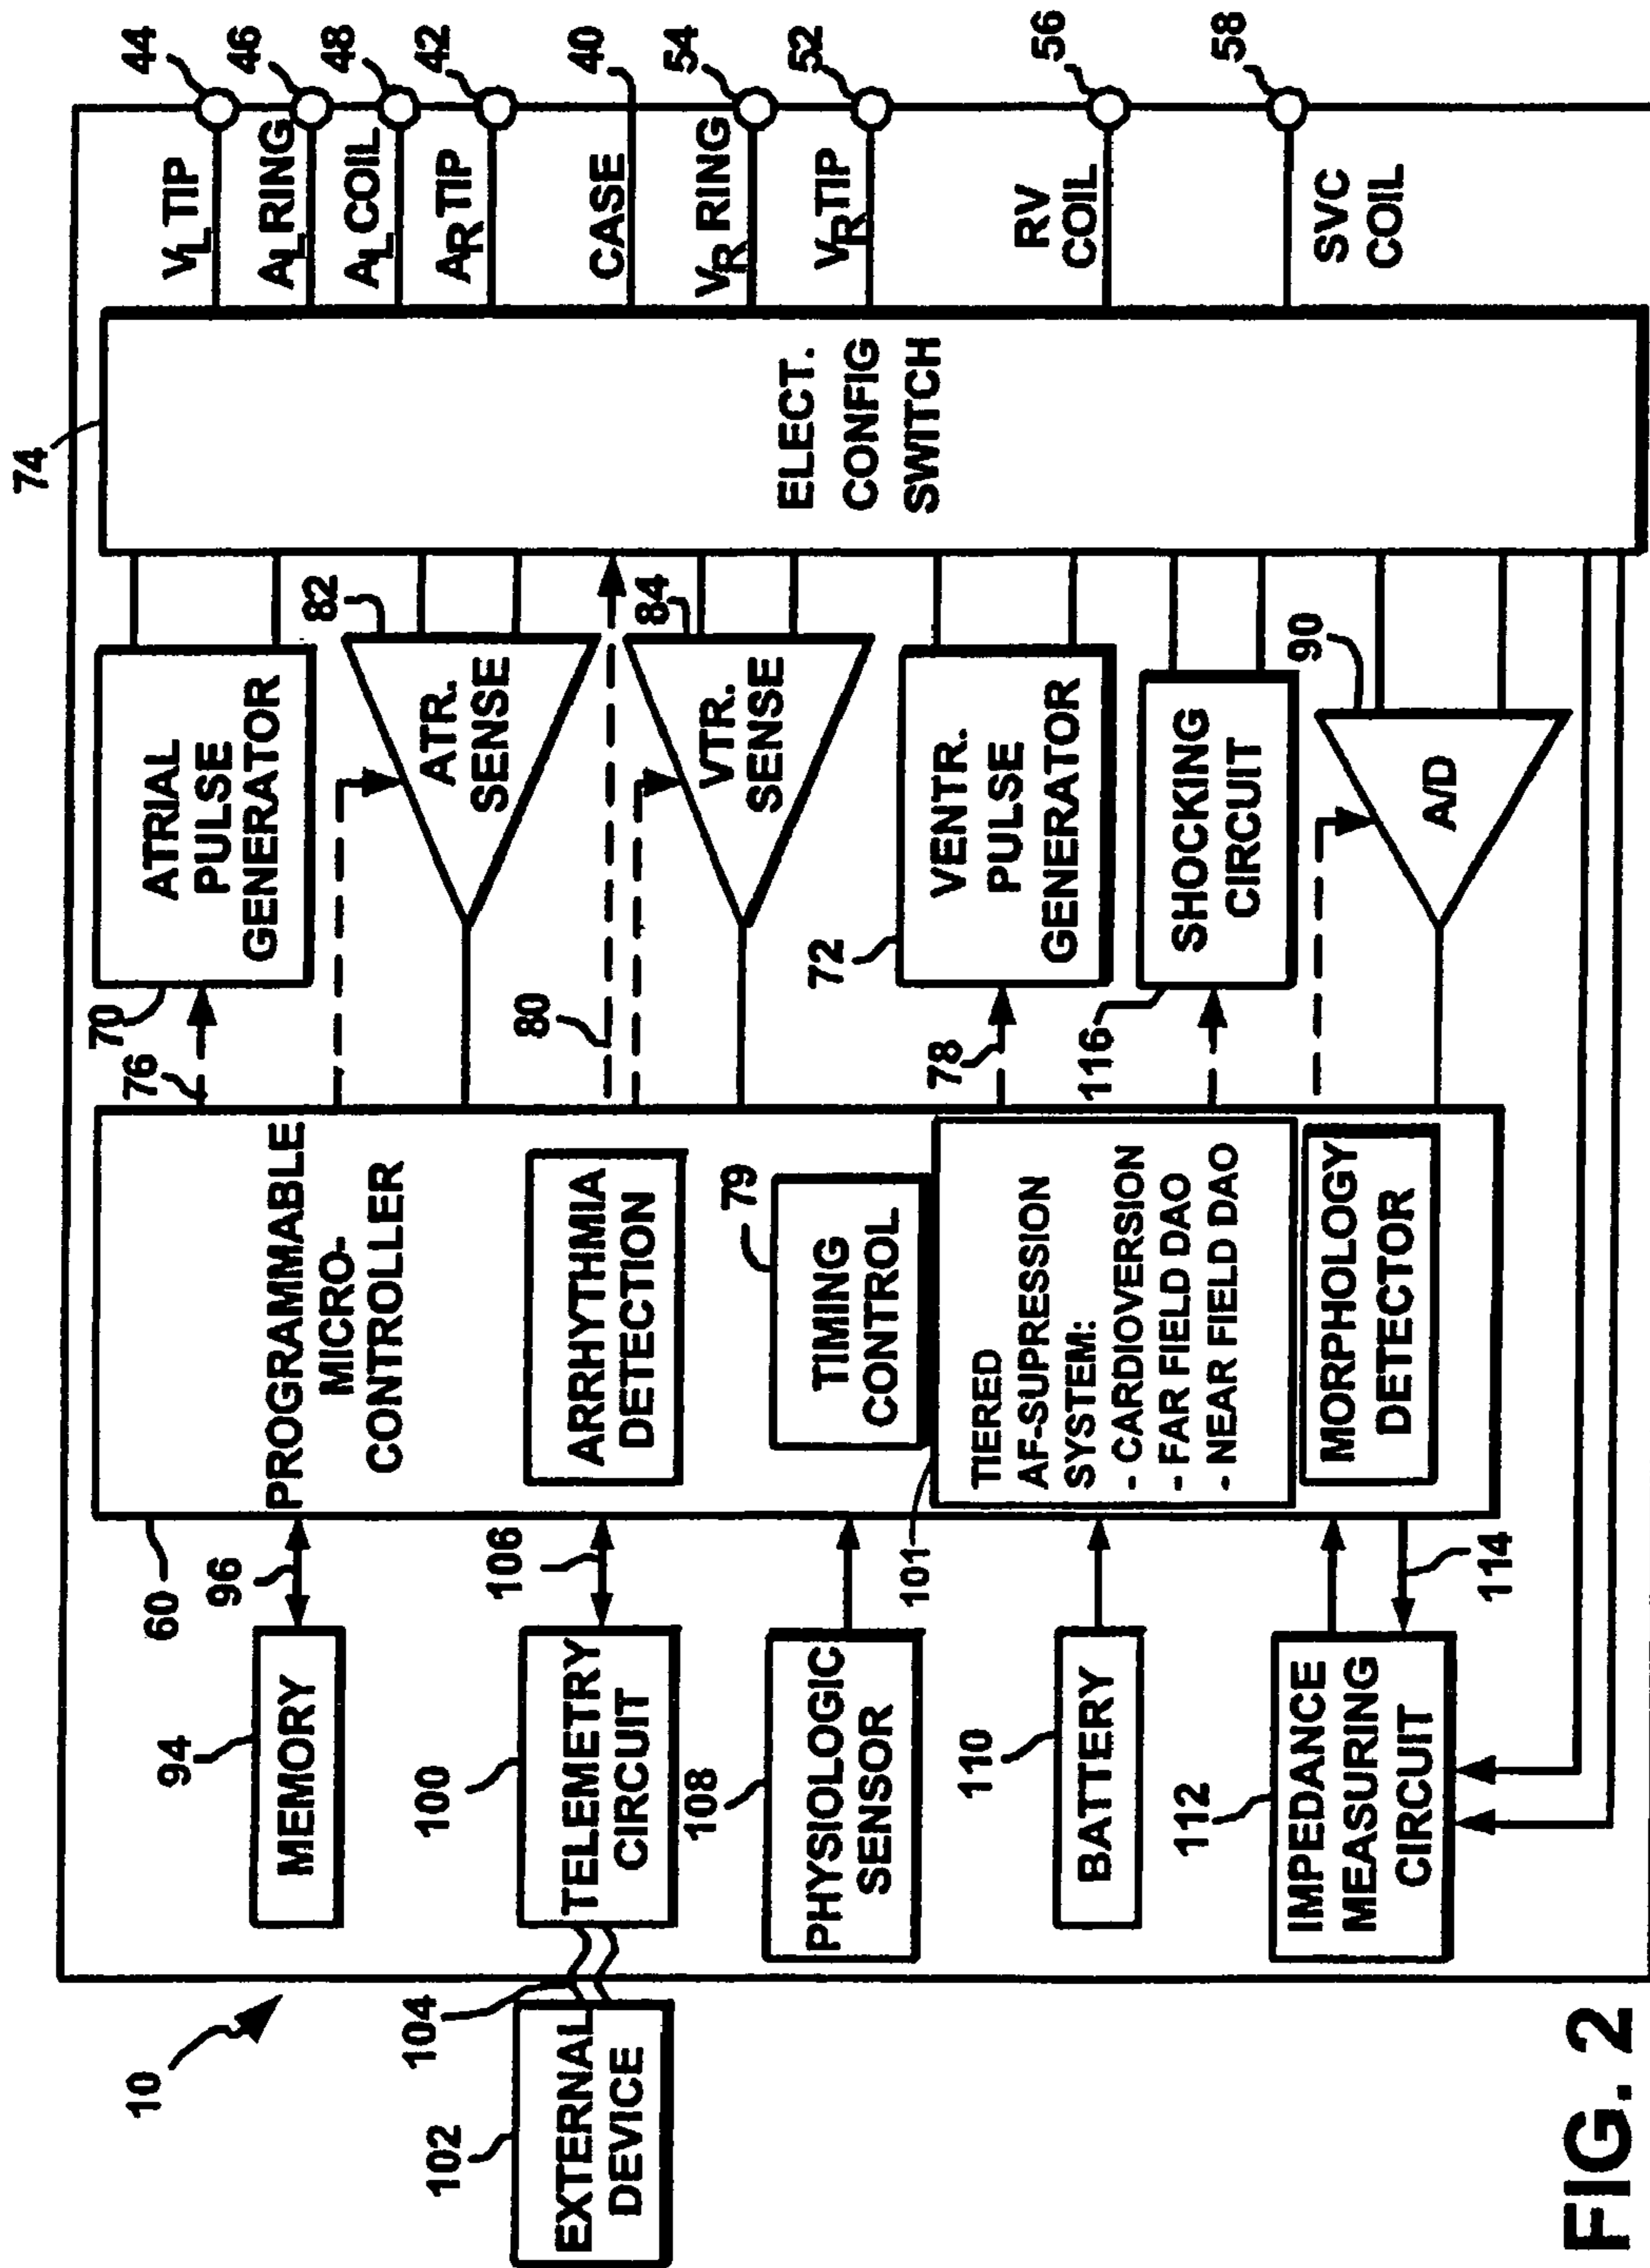 10
102
EXTERNAL
DEVICE
104
94
MEMORY
96
100
TELEMETRY
CIRCUIT
106
108
PHYSIOLOGIC
SENSOR
110
BATTERY
112
IMPEDANCE
MEASURING
CIRCUIT
114
60
PROGRAMMABLE
MICRO-
CONTROLLER
ARRHYTHMIA
DETECTION
79
TIMING
CONTROL
101
TIERED
AF-SUPRESSION
SYSTEM:
- CARDIOVERSION
- FAR FIELD DAO
- NEAR FIELD DAO
MORPHOLOGY
DETECTOR
76
70
ATRIAL
PULSE
GENERATOR
82
ATR.
SENSE
80
84
VTR.
SENSE
72
78
VENTR.
PULSE
GENERATOR
116
SHOCKING
CIRCUIT
90
A/D
74
ELECT.
CONFIG
SWITCH
VL TIP
44
AL RING
46
AL COIL
48
AR TIP
42
CASE
40
VR RING
54
VR TIP
52
RV
COIL
56
SVC
COIL
58
FIG. 2